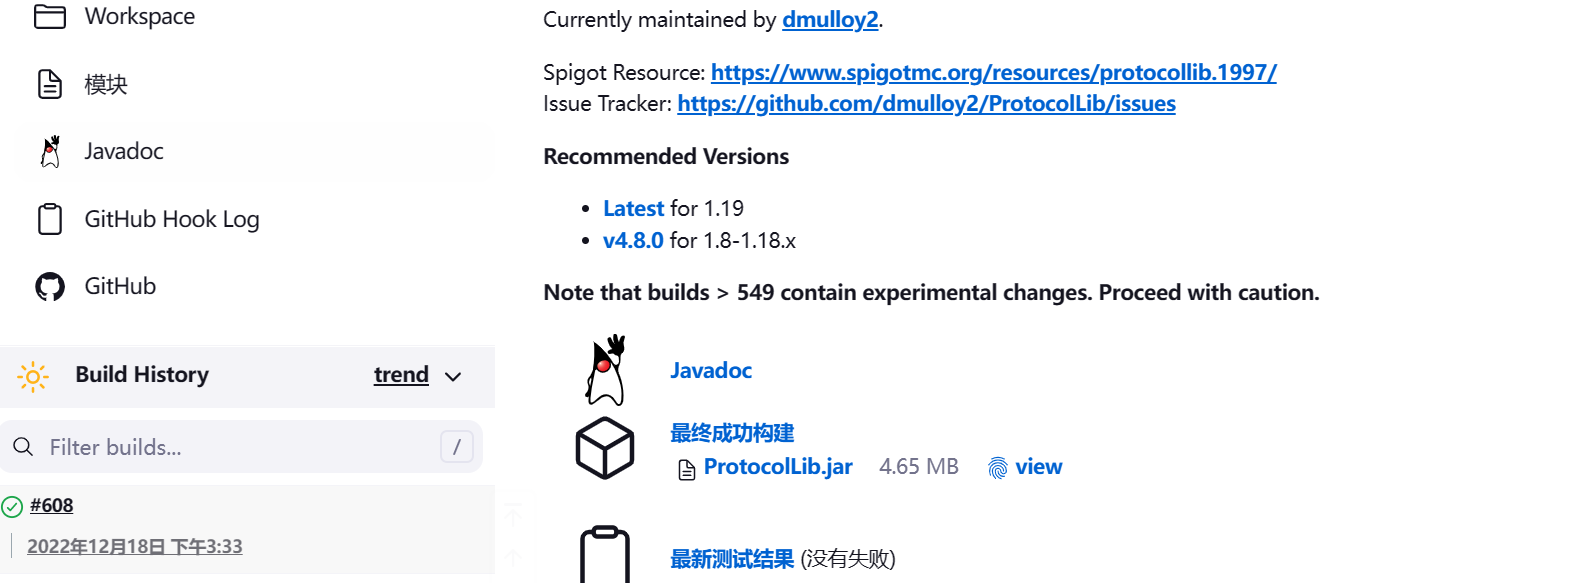 Workspace
模块
Javadoc
GitHub Hook Log
GitHub
Build History trend
Filter builds... /
#608
2022年12月18日 下午3:33
Currently maintained by dmulloy2.
Spigot Resource: https://www.spigotmc.org/resources/protocollib.1997/
Issue Tracker: https://github.com/dmulloy2/ProtocolLib/issues
Recommended Versions
• Latest for 1.19
• v4.8.0 for 1.8-1.18.x
Note that builds > 549 contain experimental changes. Proceed with caution.
Javadoc
最终成功构建
ProtocolLib.jar 4.65 MB view
最新测试结果 (没有失败)